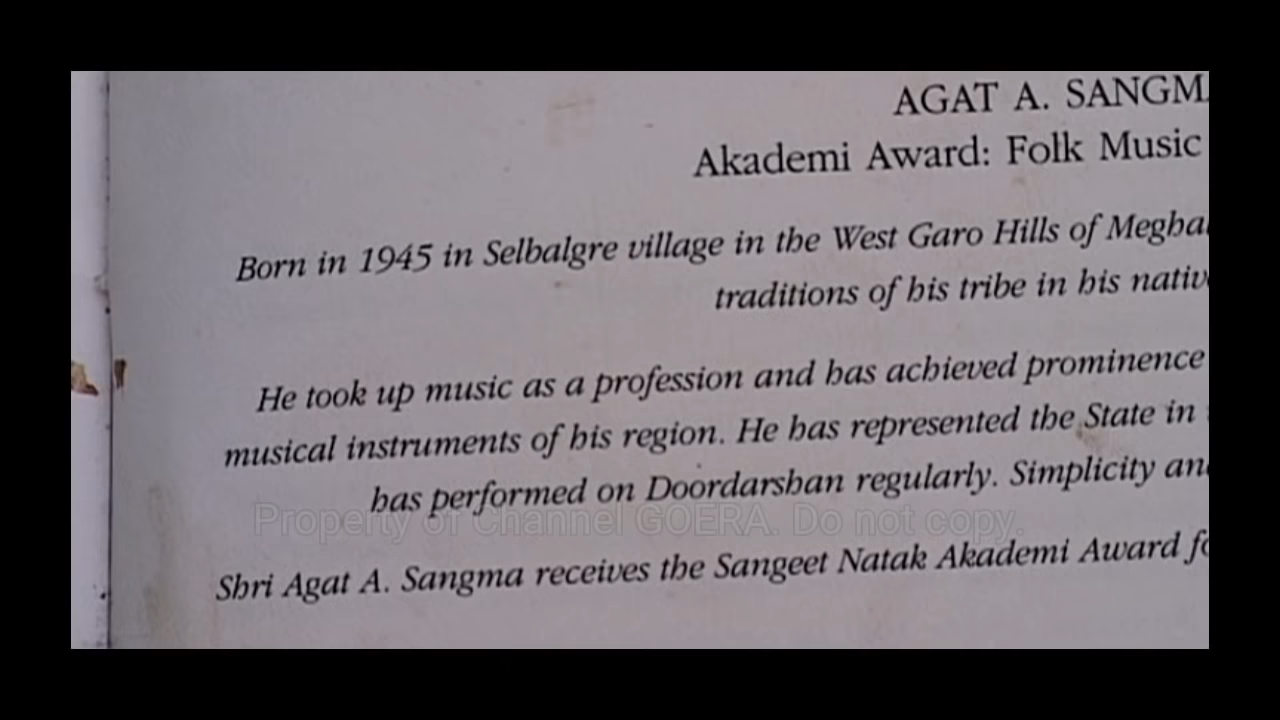 AGAT A. SANGMA
Akademi Award: Folk Music
Born in 1945 in Selbalgre village in the West Garo Hills of Megha
traditions of his tribe in his nativ
He took up music as a profession and has achieved prominence
musical instruments of his region. He has represented the State in
has performed on Doordarshan regularly. Simplicity an
Property of Channel GOERA. Do not copy.
Shri Agat A. Sangma receives the Sangeet Natak Akademi Award fo